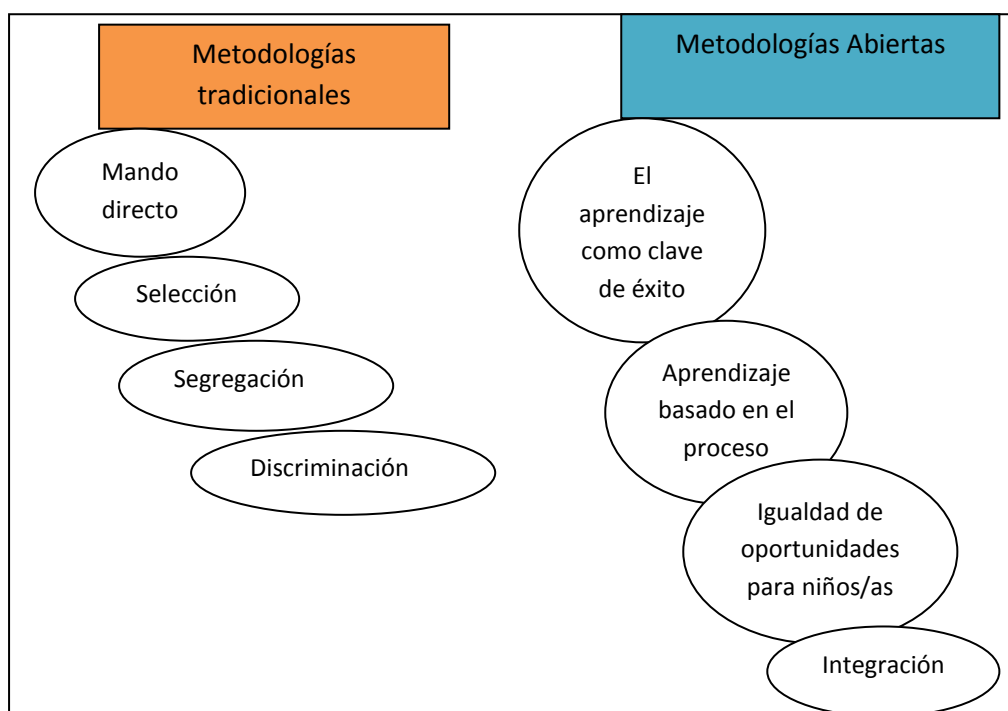 Metodologías
tradicionales
Mando
directo
Selección
Segregación
Discriminación
Metodologías Abiertas
El
aprendizaje
como clave
de éxito
Aprendizaje
basado en el
proceso
Igualdad de
oportunidades
para niños/as
Integración